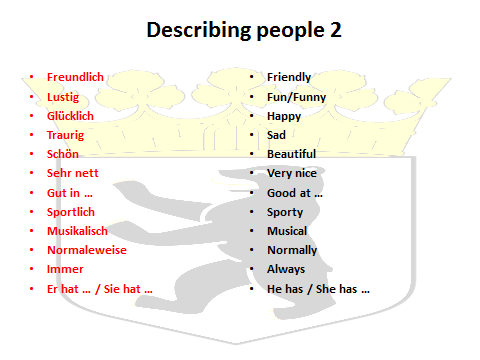 Describing people 2
• Freundlich
• Lustig
• Glücklich
• Traurig
• Schön
• Sehr nett
• Gut in …
• Sportlich
• Musikalisch
• Normaleweise
• Immer
• Er hat … / Sie hat …
• Friendly
• Fun/Funny
• Happy
• Sad
• Beautiful
• Very nice
• Good at …
• Sporty
• Musical
• Normally
• Always
• He has / She has …